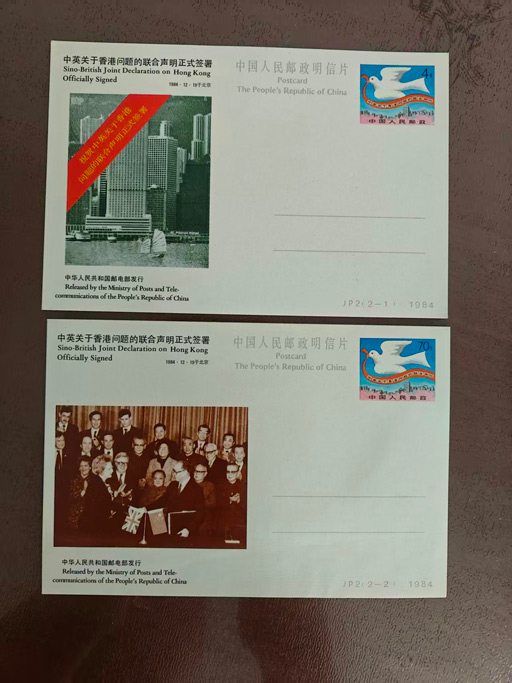 中英关于香港问题的联合声明正式签署
Sino-British Joint Declaration on Hong Kong
Officially Signed
1984·12·19于北京
中国人民邮政明信片
Postcard
The People's Republic of China
4分
中国人民邮政
祝贺中英关于香港
问题的联合声明正式签署
中华人民共和国邮电部发行
Released by the Ministry of Posts and Tele-
communications of the People's Republic of China
JP2(2-1) 1984
中英关于香港问题的联合声明正式签署
Sino-British Joint Declaration on Hong Kong
Officially Signed
1984·12·19于北京
中国人民邮政明信片
Postcard
The People's Republic of China
70分
中国人民邮政
中华人民共和国邮电部发行
Released by the Ministry of Posts and Tele-
communications of the People's Republic of China
JP2(2-2) 1984